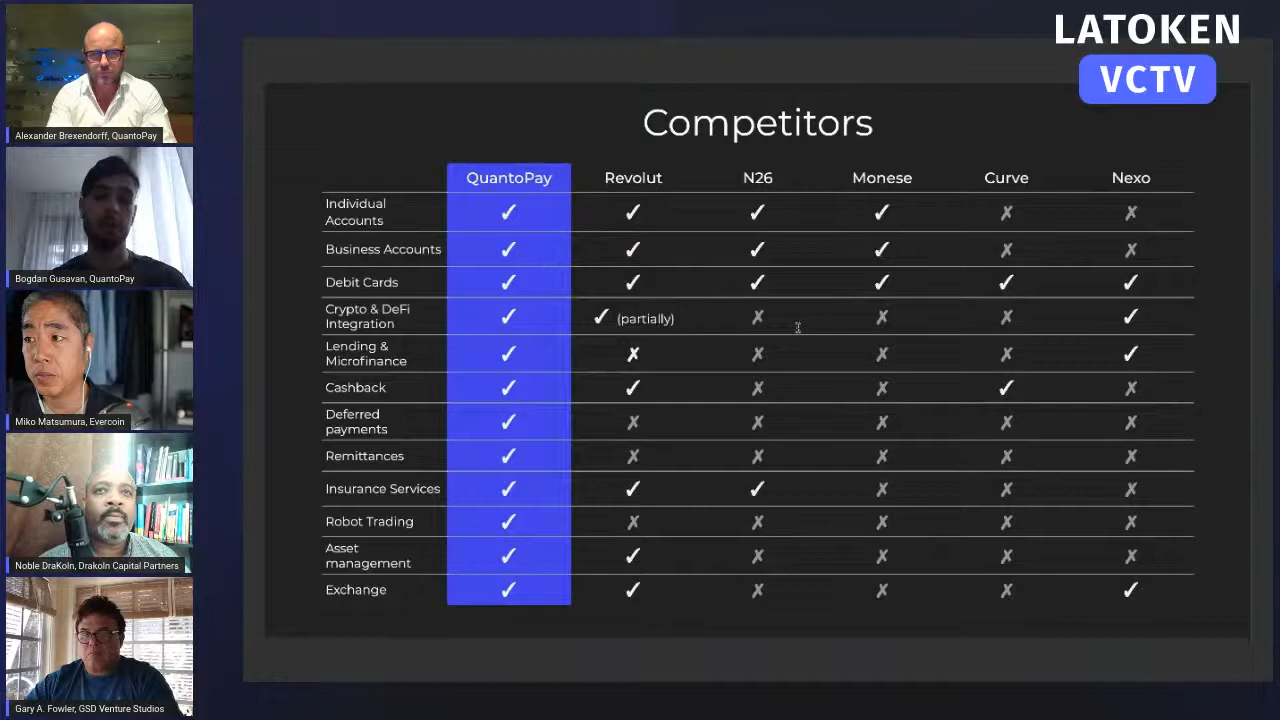 LATOKEN
VCTV
Alexander Brexendorff, QuantoPay
Bogdan Gusavan, QuantoPay
Miko Matsumura, Evercoin
Noble DraKoln, Drakoln Capital Partners
Gary A. Fowler, GSD Venture Studios
Competitors
QuantoPay Revolut N26 Monese Curve Nexo
Individual
Accounts ✓ ✓ ✓ ✓ ✗ ✗
Business Accounts ✓ ✓ ✓ ✓ ✗ ✗
Debit Cards ✓ ✓ ✓ ✓ ✓ ✓
Crypto & DeFi
Integration ✓ ✓ (partially) ✗ ✗ ✗ ✓
Lending &
Microfinance ✓ ✗ ✗ ✗ ✗ ✓
Cashback ✓ ✓ ✗ ✗ ✓ ✗
Deferred
payments ✓ ✗ ✗ ✗ ✗ ✗
Remittances ✓ ✗ ✗ ✗ ✗ ✗
Insurance Services ✓ ✓ ✓ ✗ ✗ ✗
Robot Trading ✓ ✗ ✗ ✗ ✗ ✗
Asset
management ✓ ✓ ✗ ✗ ✗ ✗
Exchange ✓ ✓ ✗ ✗ ✗ ✓